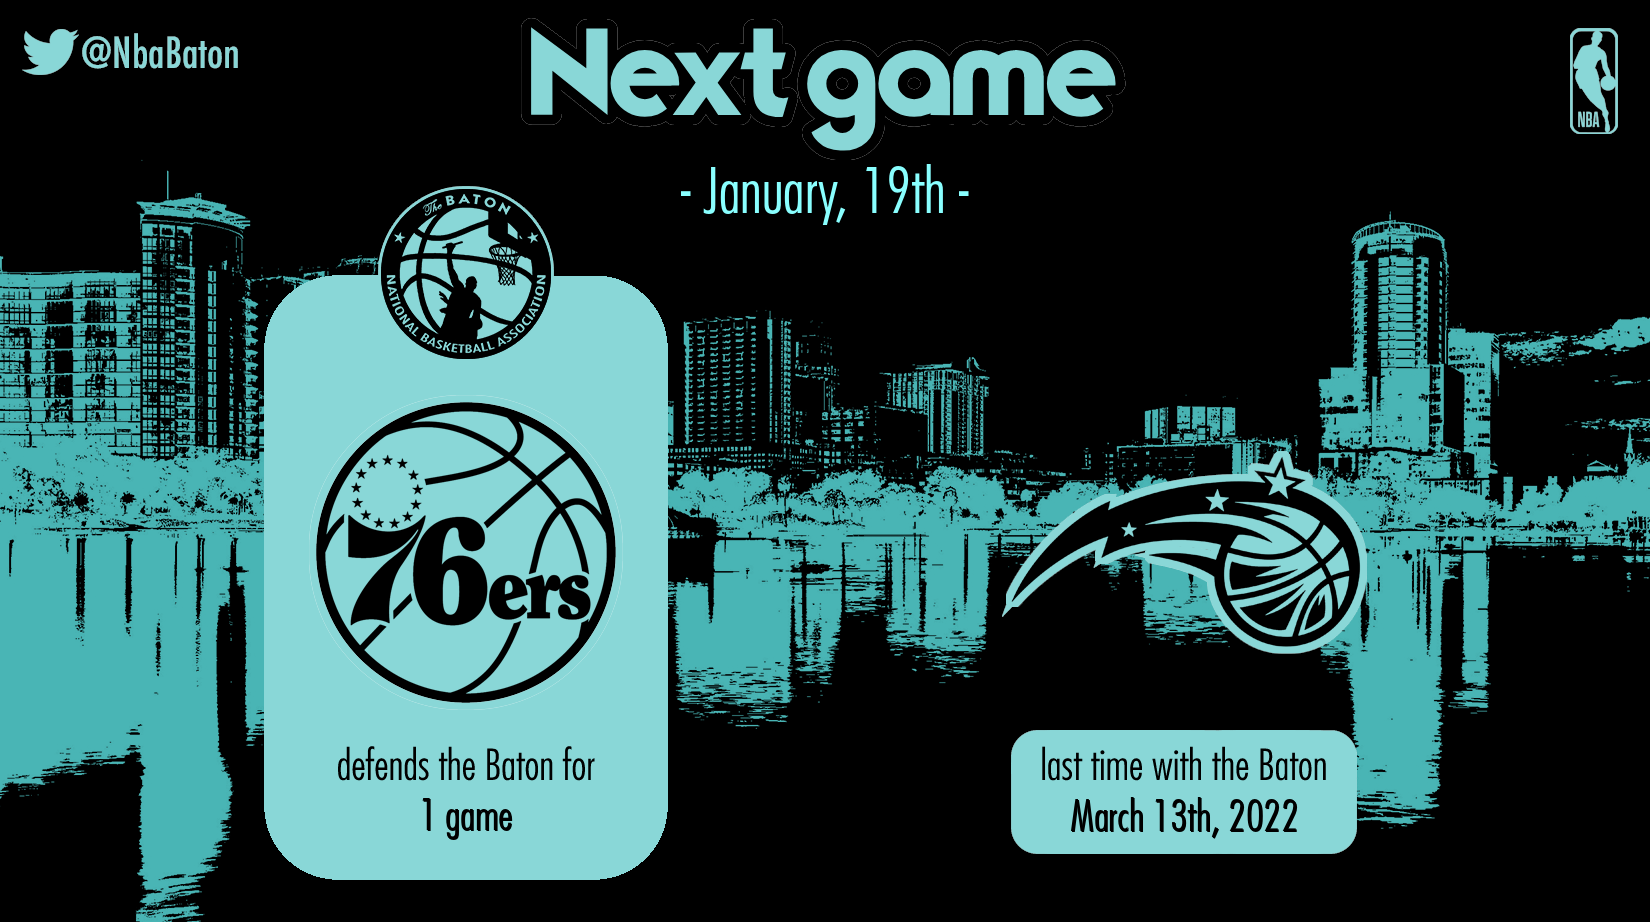 @NbaBaton
Next game
NBA
- January, 19th -
The BATON
NATIONAL BASKETBALL ASSOCIATION
76ers
defends the Baton for
1 game
last time with the Baton
March 13th, 2022